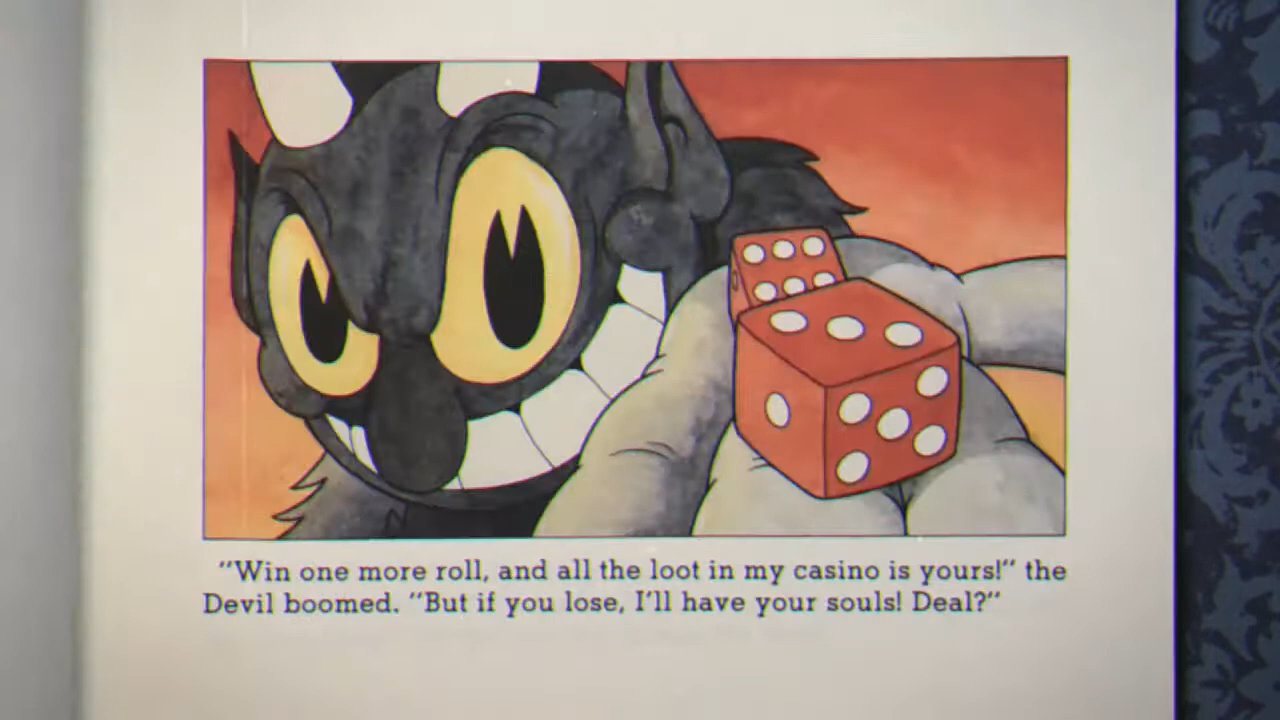 “Win one more roll, and all the loot in my casino is yours!” the
Devil boomed. “But if you lose, I’ll have your souls! Deal?”